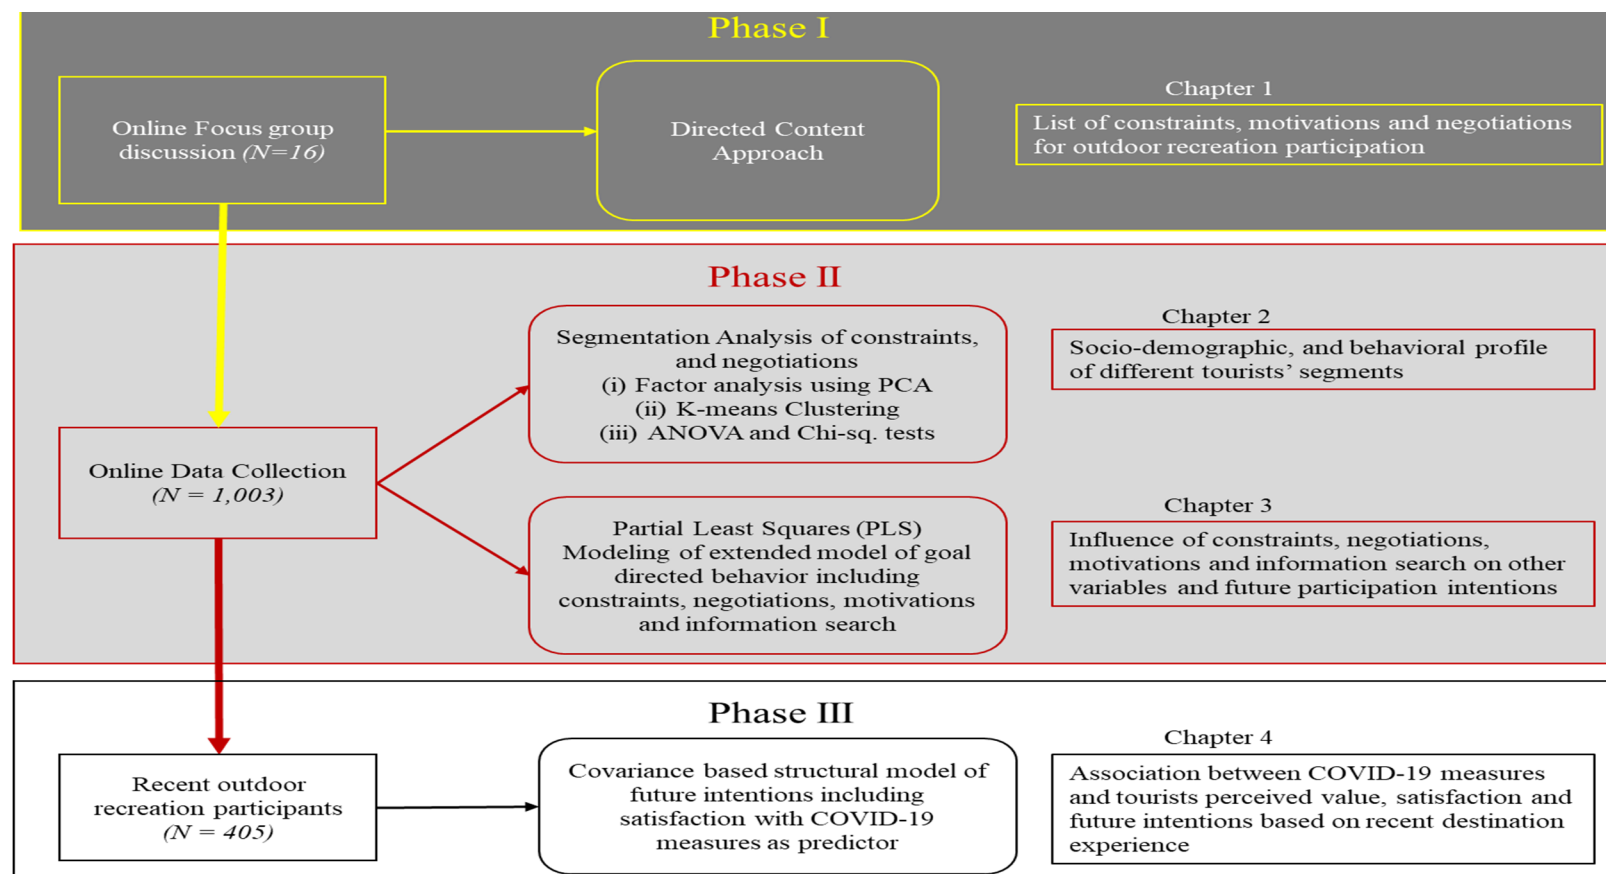 Phase I
Online Focus group
discussion (N=16)
Directed Content
Approach
Chapter 1
List of constraints, motivations and negotiations
for outdoor recreation participation
Phase II
Online Data Collection
(N = 1,003)
Segmentation Analysis of constraints,
and negotiations
(i) Factor analysis using PCA
(ii) K-means Clustering
(iii) ANOVA and Chi-sq. tests
Chapter 2
Socio-demographic, and behavioral profile
of different tourists’ segments
Partial Least Squares (PLS)
Modeling of extended model of goal
directed behavior including
constraints, negotiations, motivations
and information search
Chapter 3
Influence of constraints, negotiations,
motivations and information search on other
variables and future participation intentions
Phase III
Recent outdoor
recreation participants
(N = 405)
Covariance based structural model of
future intentions including
satisfaction with COVID-19
measures as predictor
Chapter 4
Association between COVID-19 measures
and tourists perceived value, satisfaction and
future intentions based on recent destination
experience